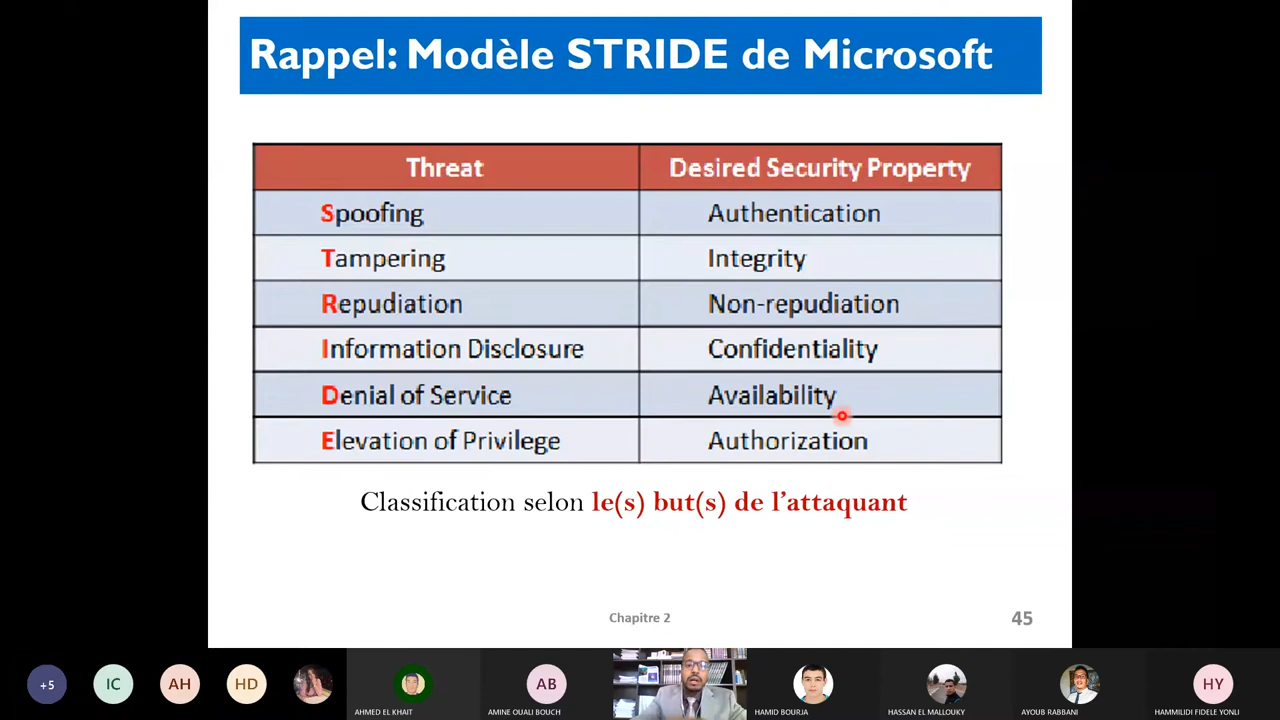 Rappel: Modèle STRIDE de Microsoft
Threat Desired Security Property
Spoofing Authentication
Tampering Integrity
Repudiation Non-repudiation
Information Disclosure Confidentiality
Denial of Service Availability
Elevation of Privilege Authorization
Classification selon le(s) but(s) de l'attaquant
Chapitre 2 45
+5 IC AH HD AB HY
AHMED EL KHAIT AMINE OUALI BOUCH HAMID BOURJA HASSAN EL MALLOUKY AYOUB RABBANI HAMMILIDI FIDELE YONLI